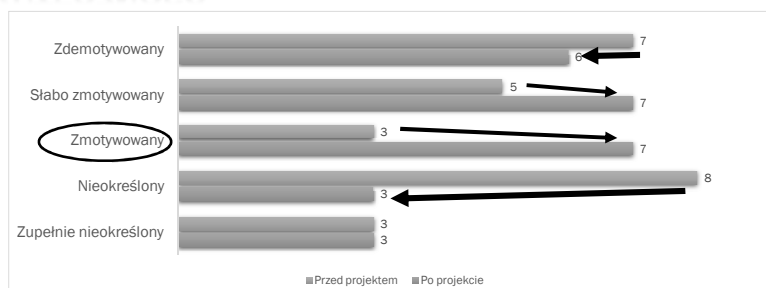 Zdemotywowany
7
6
Słabo zmotywowany
5
7
Zmotywowany
3
7
Nieokreślony
8
3
Zupełnie nieokreślony
3
3
Przed projektem
Po projekcie